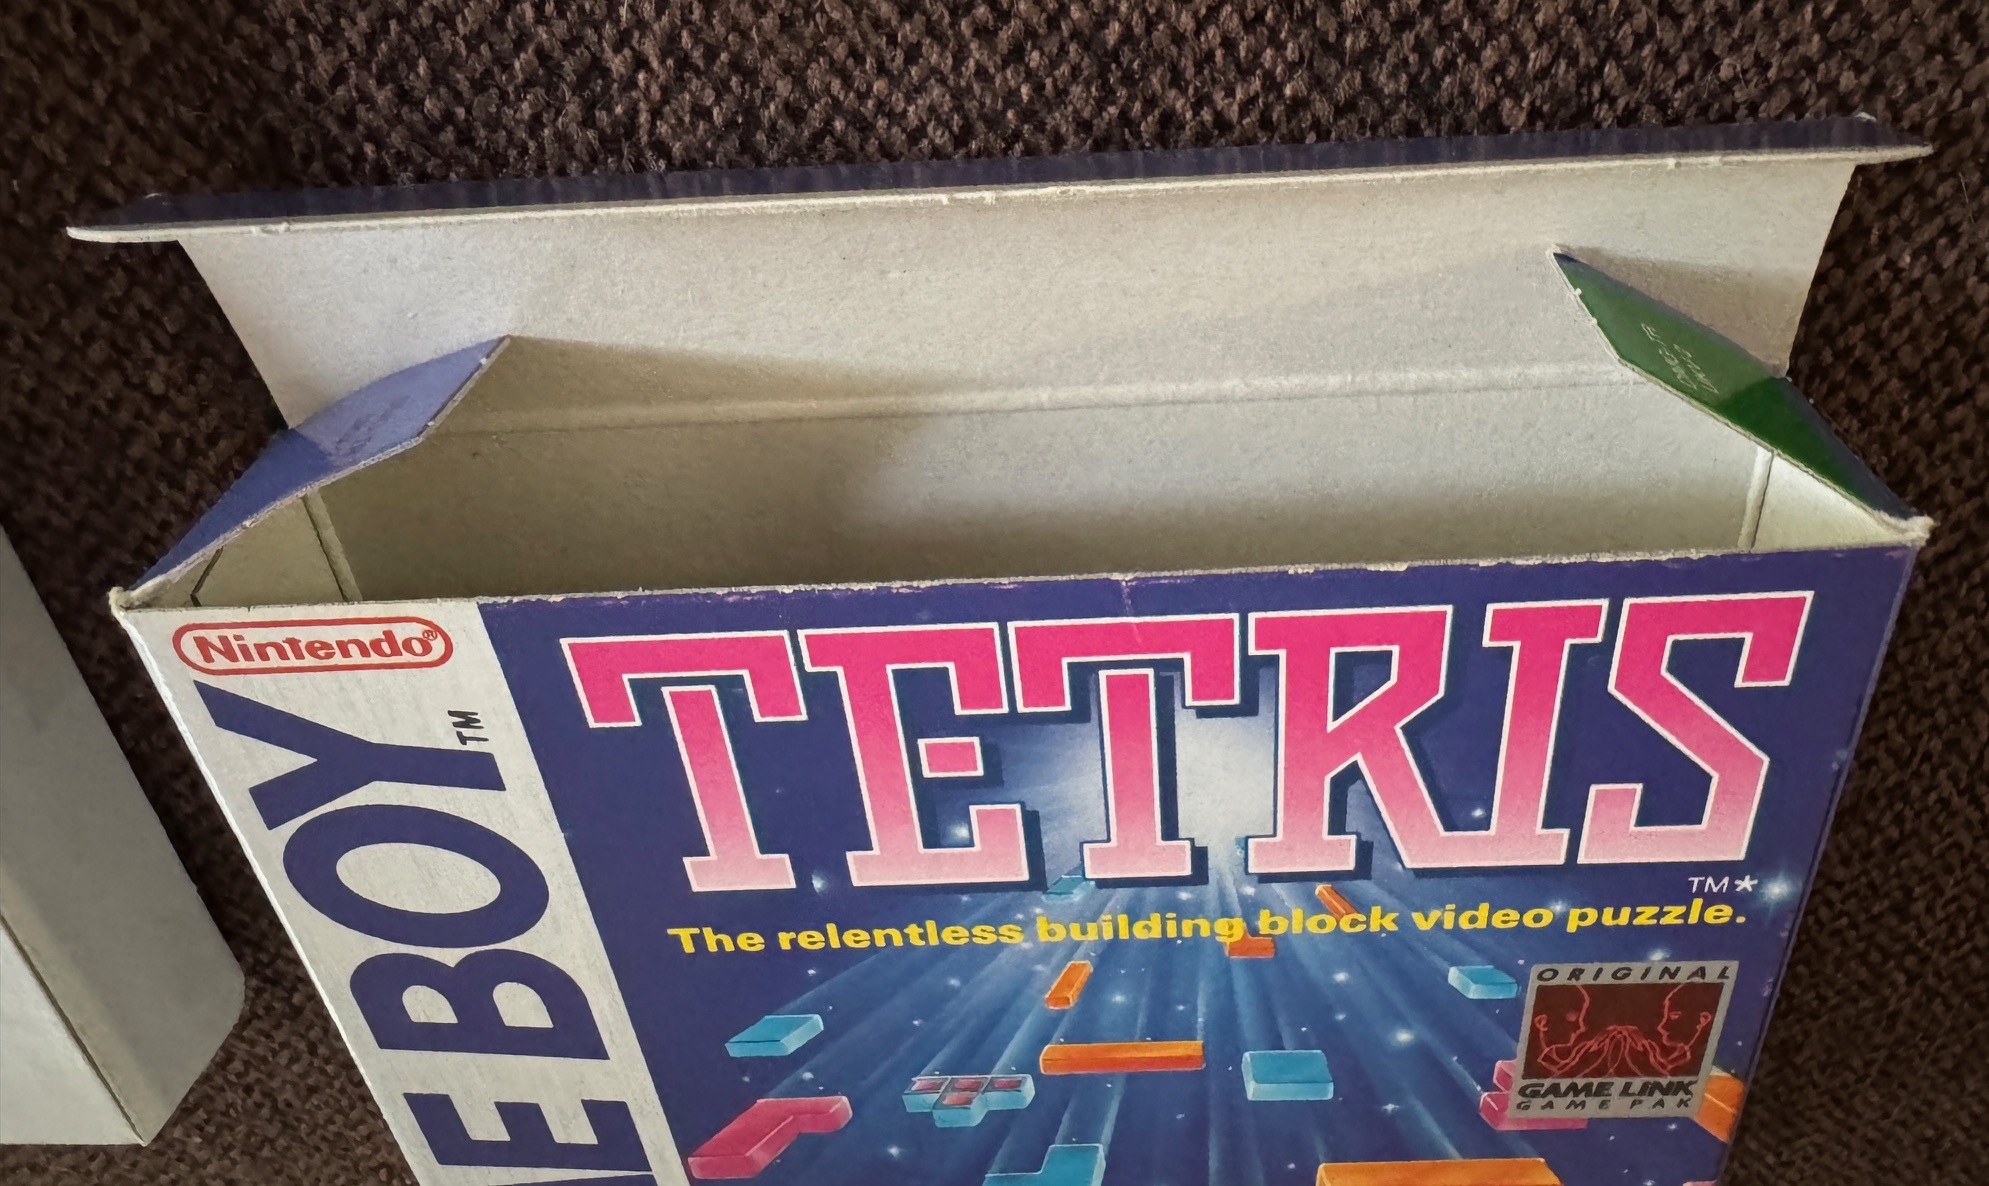 Nintendo®
GAME BOY™
TETRIS
TM*
The relentless building block video puzzle.
ORIGINAL
GAME LINK
GAME PAK